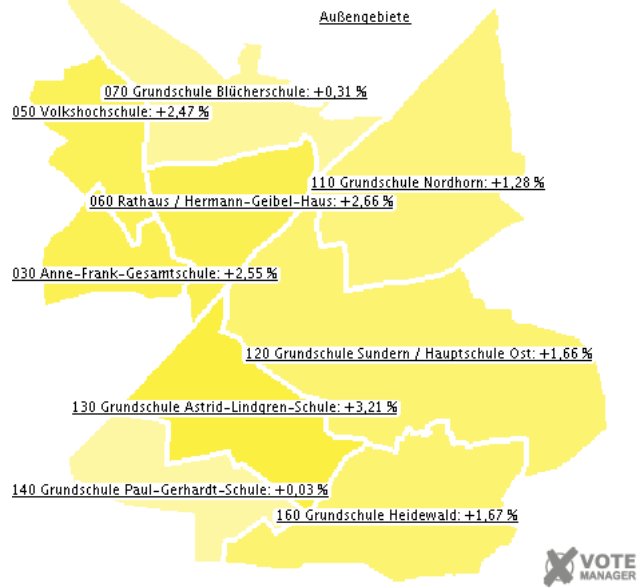 Außengebiete
070 Grundschule Blücherschule: +0,31 %
050 Volkshochschule: +2,47 %
110 Grundschule Nordhorn: +1,28 %
060 Rathaus / Hermann-Geibel-Haus: +2,66 %
030 Anne-Frank-Gesamtschule: +2,55 %
120 Grundschule Sundern / Hauptschule Ost: +1,66 %
130 Grundschule Astrid-Lindgren-Schule: +3,21 %
140 Grundschule Paul-Gerhardt-Schule: +0,03 %
160 Grundschule Heidewald: +1,67 %
VOTE
MANAGER